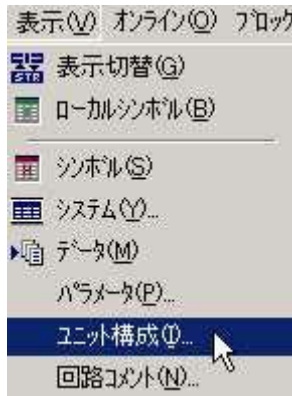 表示(V) オンライン(O) ブロック
表示切替(G)
ローカルシンボル(B)
シンボル(S)
システム(Y)...
データ(M)
パラメータ(P)...
ユニット構成(I)...
回路コメント(N)...